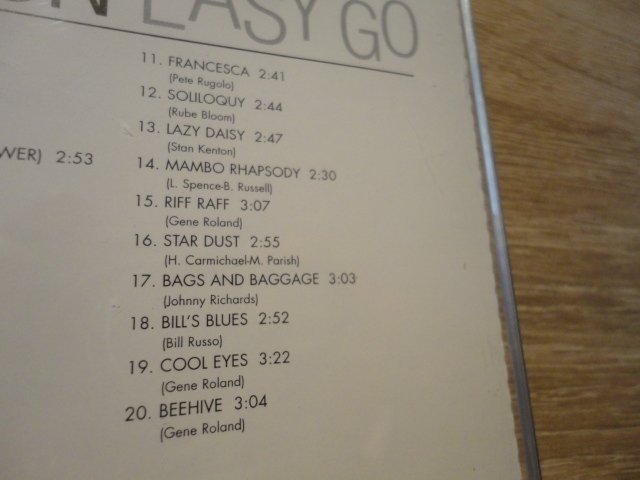 ON EASY GO
11. FRANCESCA 2:41
(Pete Rugolo)
12. SOLILOQUY 2:44
(Rube Bloom)
13. LAZY DAISY 2:47
(Stan Kenton)
WER) 2:53
14. MAMBO RHAPSODY 2:30
(L. Spence-B. Russell)
15. RIFF RAFF 3:07
(Gene Roland)
16. STAR DUST 2:55
(H. Carmichael-M. Parish)
17. BAGS AND BAGGAGE 3:03
(Johnny Richards)
18. BILL'S BLUES 2:52
(Bill Russo)
19. COOL EYES 3:22
(Gene Roland)
20. BEEHIVE 3:04
(Gene Roland)